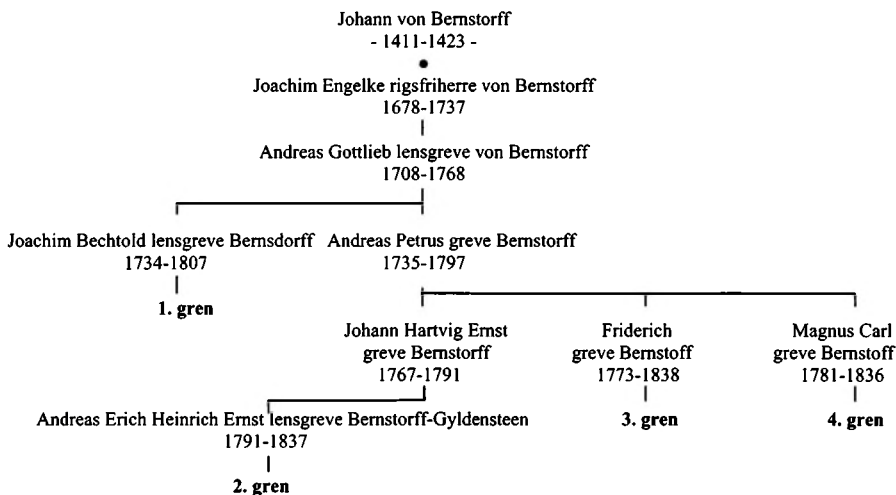 Johann von Bernstorff
- 1411-1423 -
Joachim Engelke rigsfriherre von Bernstorff
1678-1737
Andreas Gottlieb lensgreve von Bernstorff
1708-1768
Joachim Bechtold lensgreve Bernsdorff
Andreas Petrus greve Bernstorff
1734-1807
1735-1797
1. gren
Johann Hartvig Ernst
Friderich
Magnus Carl
greve Bernstorff
greve Bernstoff
greve Bernstoff
1767-1791
1773-1838
1781-1836
Andreas Erich Heinrich Ernst lensgreve Bernstorff-Gyldensteen
3. gren
4. gren
1791-1837
2. gren